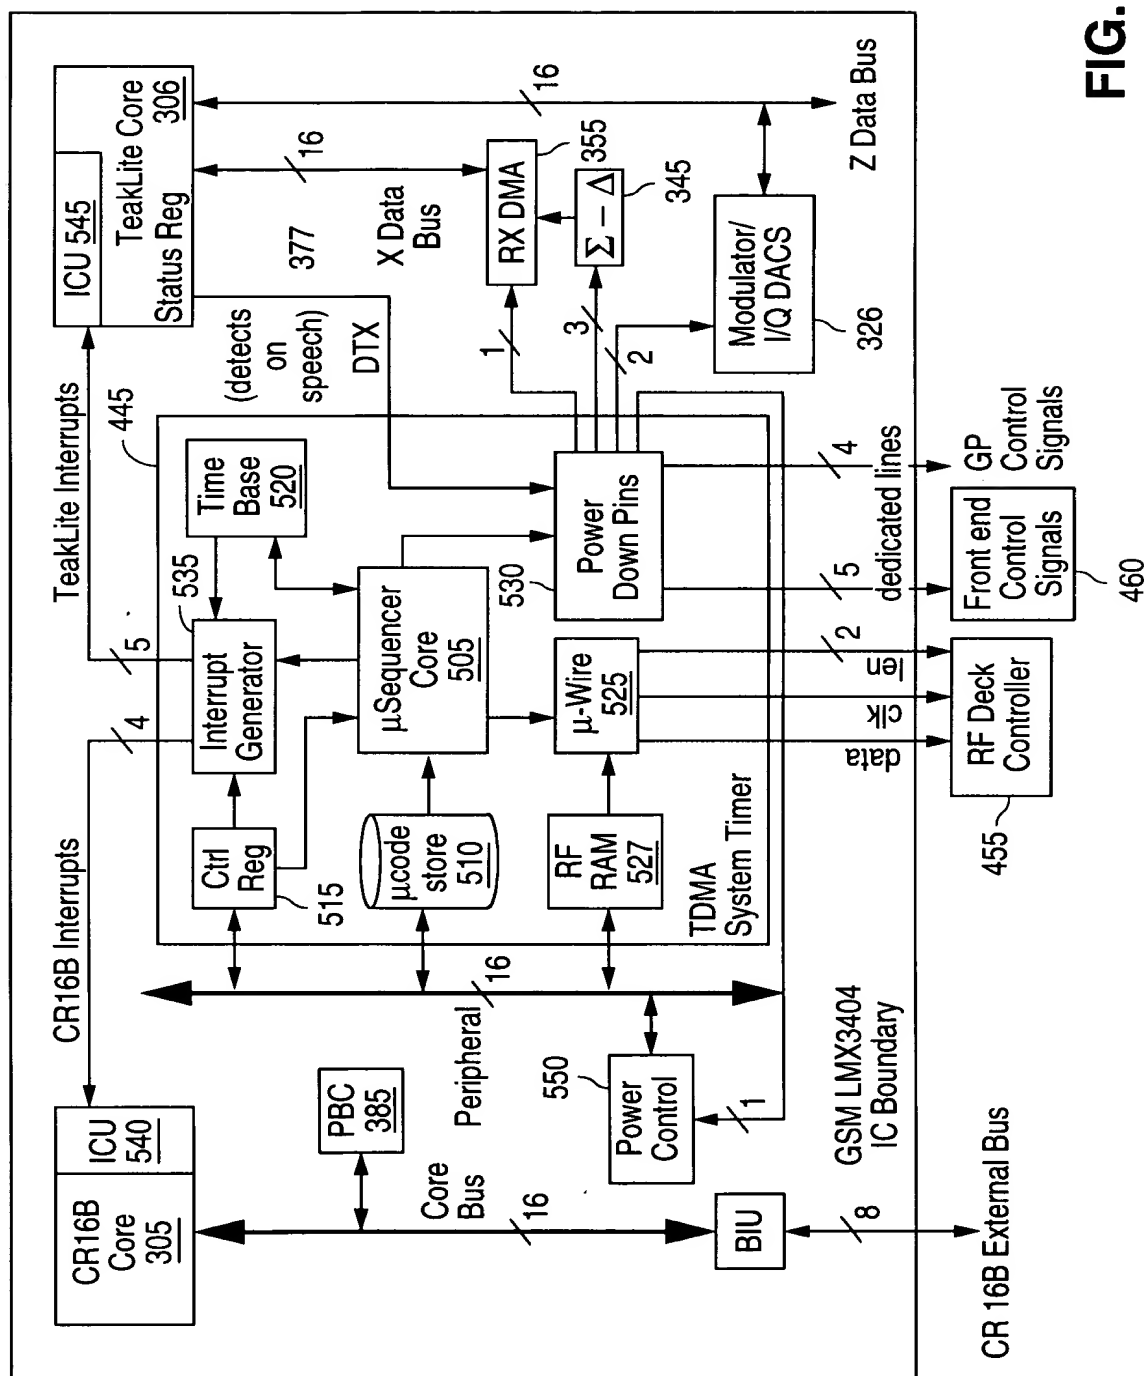 CR16B
Core
305
ICU
540
CR16B Interrupts
4
5
TeakLite Interrupts
ICU 545
TeakLite Core
306
Status Reg
445
535
Ctrl
Reg
515
Interrupt
Generator
Time
Base
520
(detects
on
speech)
DTX
377
X Data
Bus
16
16
PBC
385
Core
Bus
16
Peripheral
16
µcode
store
510
µSequencer
Core
505
530
Power
Down Pins
1
3
2
RX DMA
355
Σ – Δ
345
Modulator/
I/Q DACS
326
Z Data Bus
550
Power
Control
1
RF
RAM
527
µ-Wire
525
TDMA
System Timer
BIU
8
GSM LMX3404
IC Boundary
data
clk
len
2
5
4
dedicated lines
CR 16B External Bus
455
RF Deck
Controller
Front end
Control
Signals
460
GP
Control
Signals
FIG.